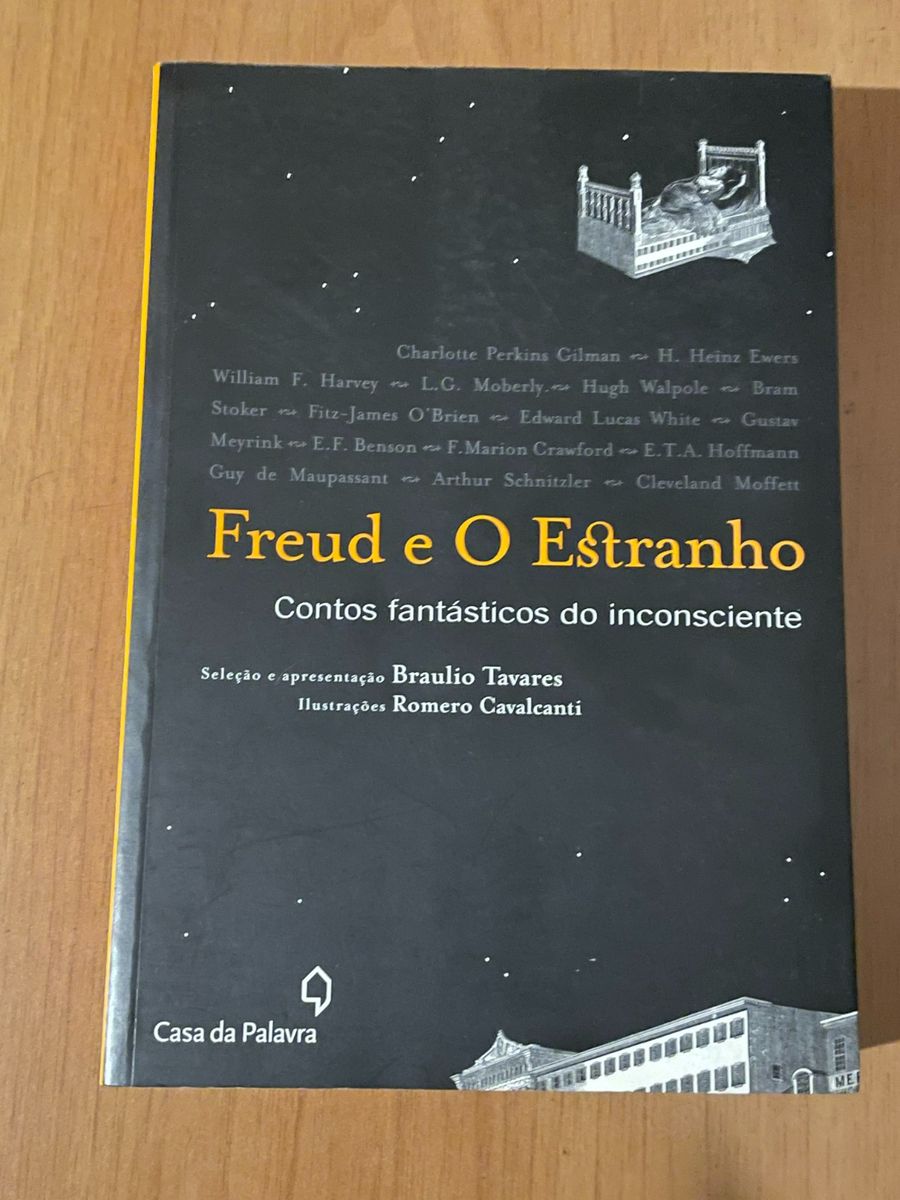 Charlotte Perkins Gilman ~ H. Heinz Ewers
William F. Harvey ~ L.G. Moberly ~ Hugh Walpole ~ Bram
Stoker ~ Fitz-James O'Brien ~ Edward Lucas White ~ Gustav
Meyrink ~ E.F. Benson ~ F.Marion Crawford ~ E.T.A. Hoffmann
Guy de Maupassant ~ Arthur Schnitzler ~ Cleveland Moffett
Freud e O Estranho
Contos fantásticos do inconsciente
Seleção e apresentação Braulio Tavares
Ilustrações Romero Cavalcanti
Casa da Palavra
ME